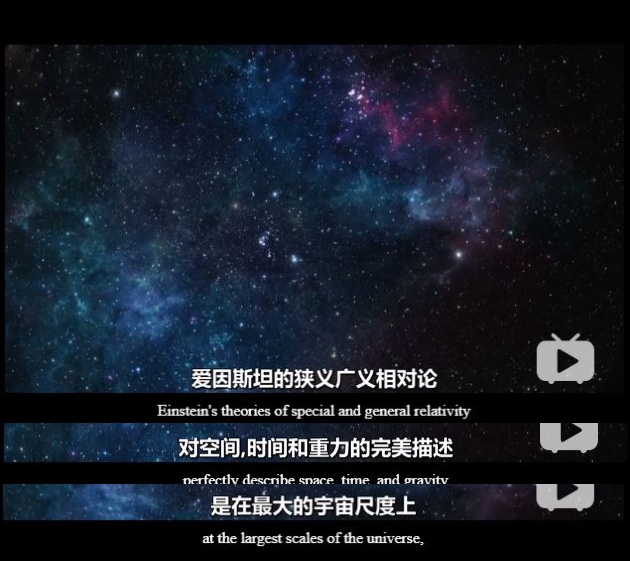 爱因斯坦的狭义广义相对论
Einstein's theories of special and general relativity
对空间,时间和重力的完美描述
perfectly describe space, time, and gravity
是在最大的宇宙尺度上
at the largest scales of the universe,